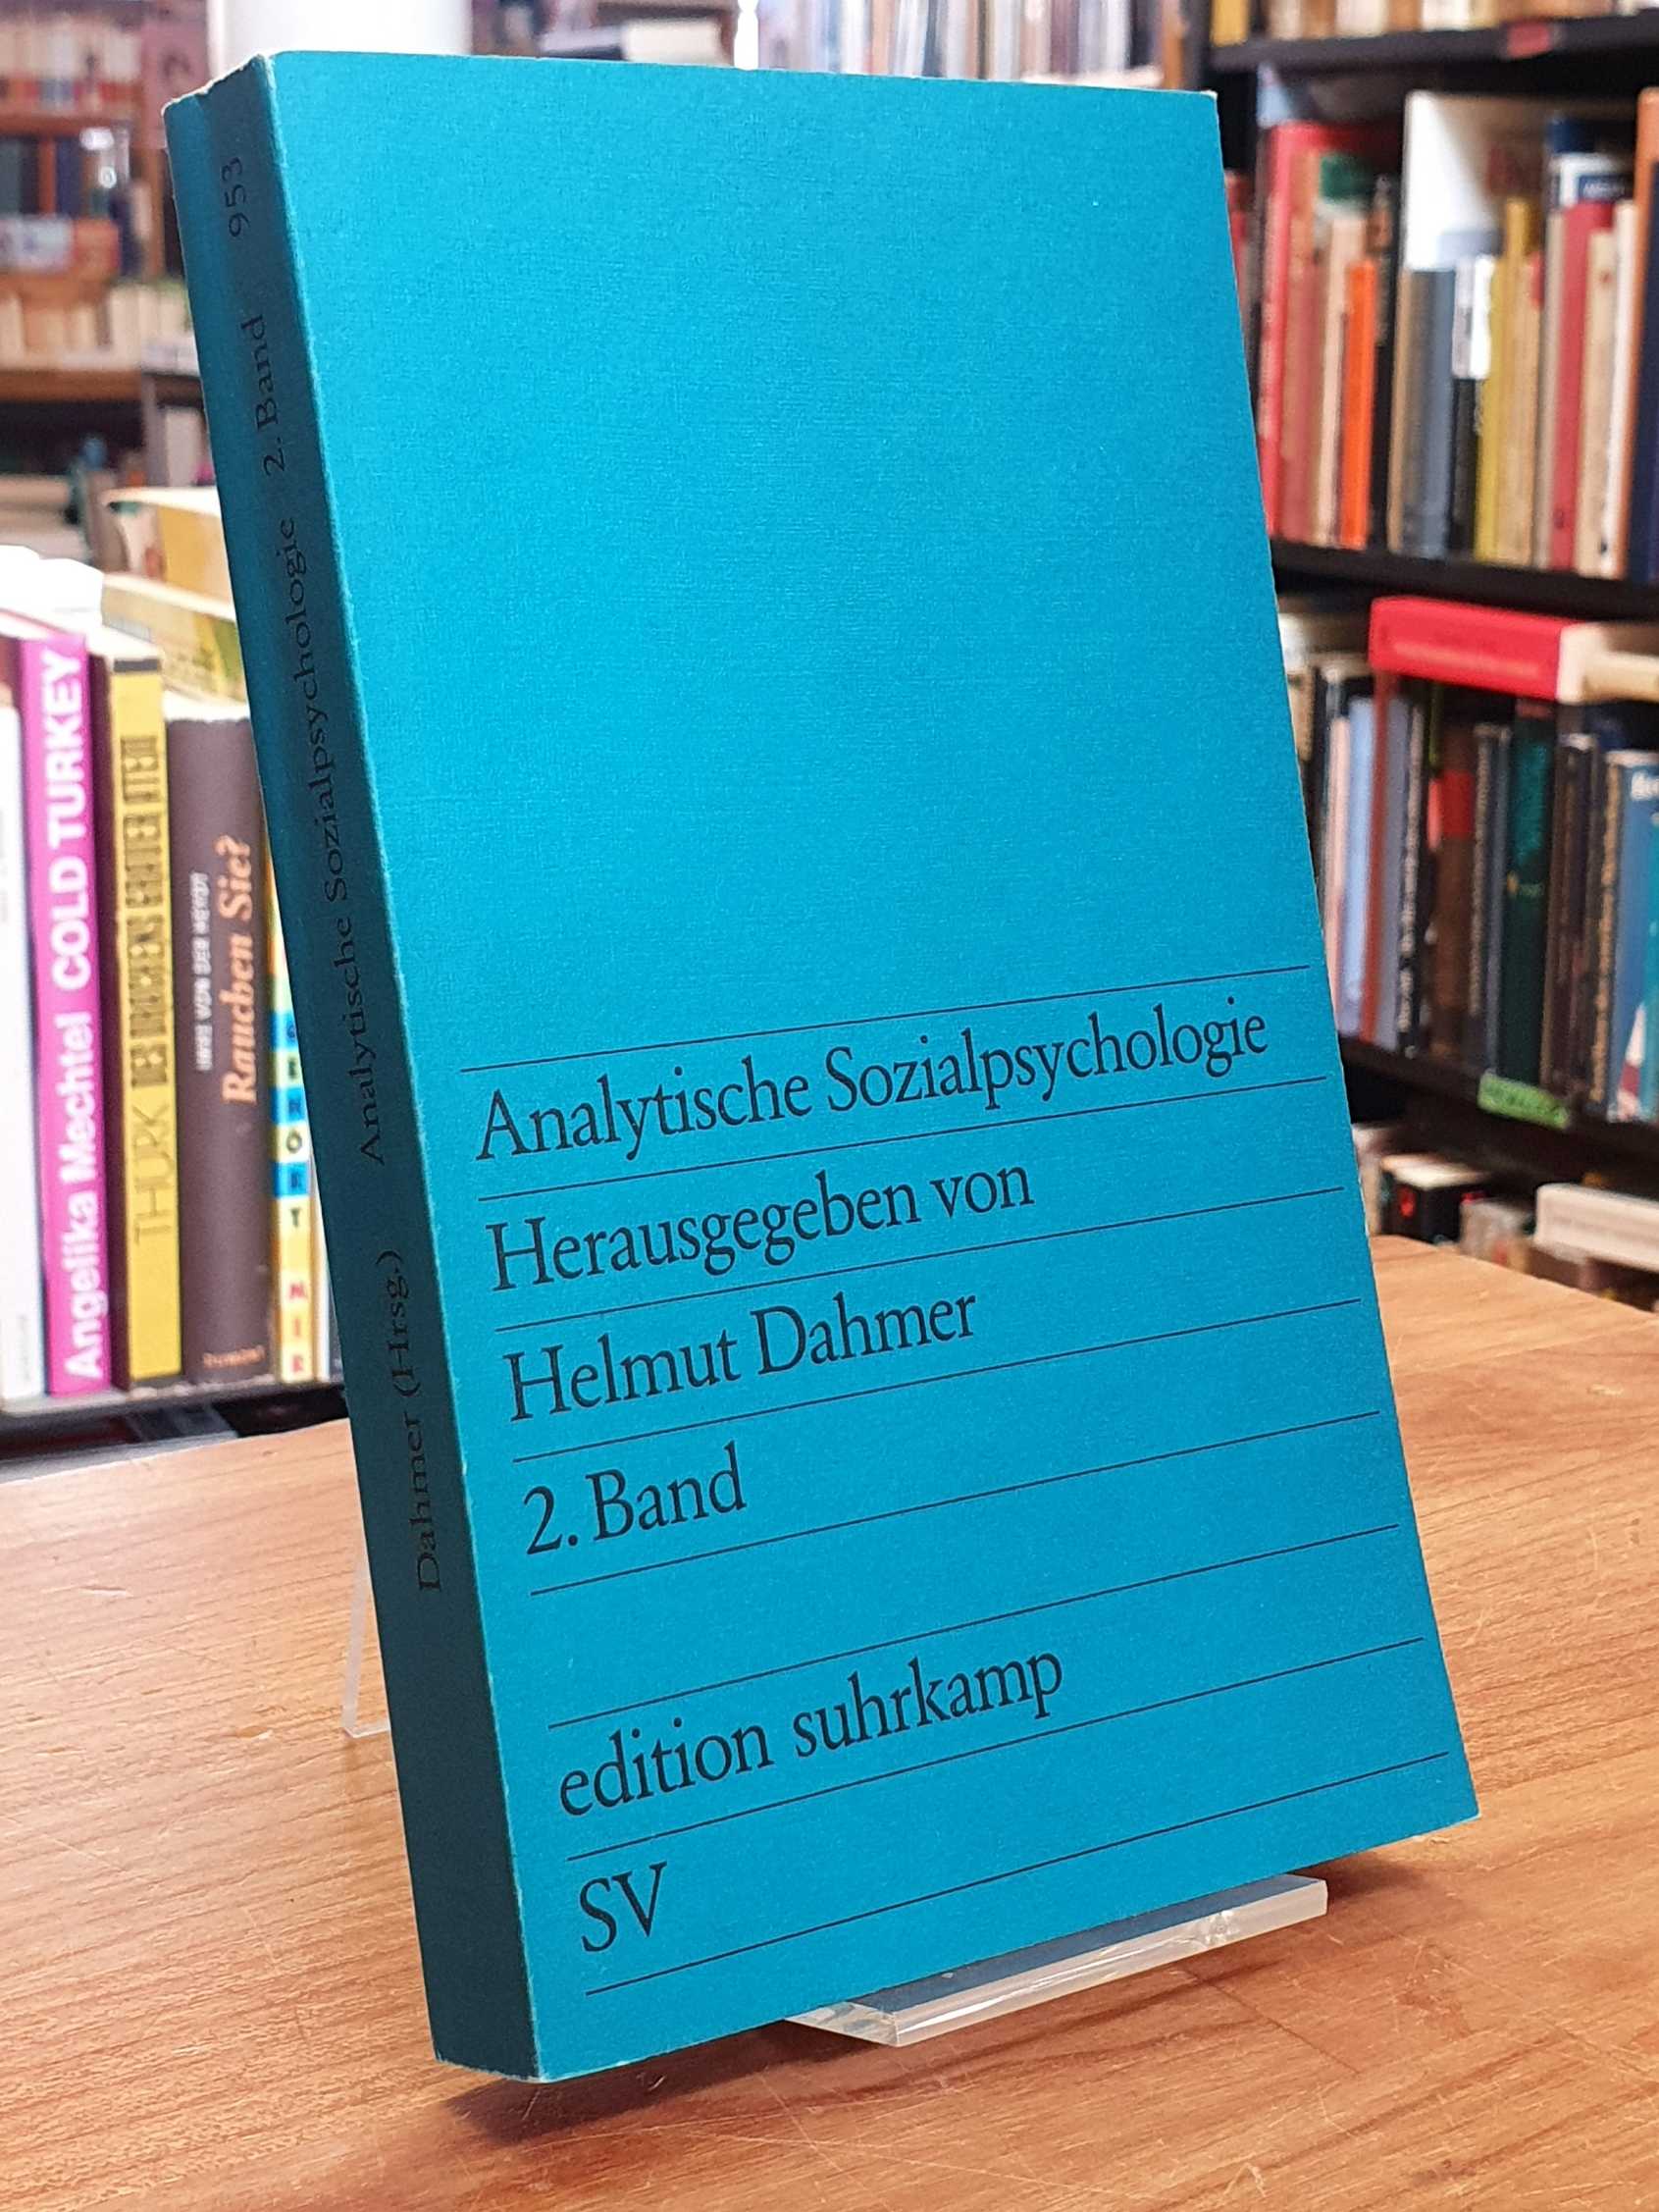 Analytische Sozialpsychologie
Herausgegeben von
Helmut Dahmer
2. Band
edition suhrkamp
SV
Dahmer (Hrsg.) Analytische Sozialpsychologie 2. Band 953
Angelika Mechtel COLD TURKEY
THURK
Rauchen Sie?